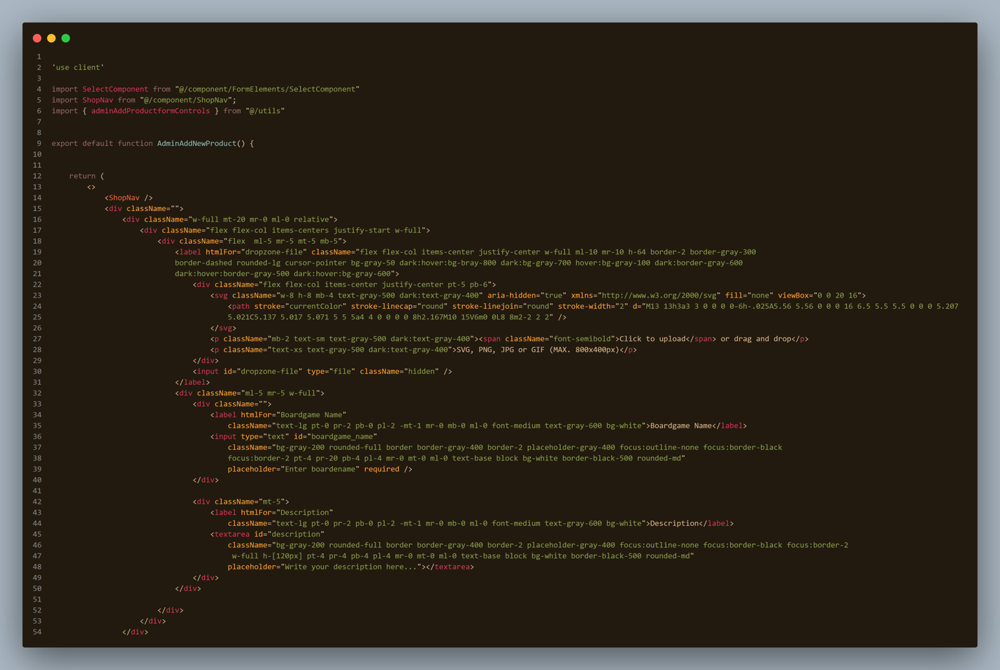 1
2 'use client'
3
4 import SelectComponent from "@/component/FormElements/SelectComponent"
5 import ShopNav from "@/component/ShopNav";
6 import { adminAddProductformControls } from "@/utils"
7
8
9 export default function AdminAddNewProduct() {
10
11
12 return (
13 <>
14 <ShopNav />
15 <div className="">
16 <div className="w-full mt-20 mr-0 ml-0 relative">
17 <div className="flex flex-col items-centers justify-start w-full">
18 <div className="flex  ml-5 mr-5 mt-5 mb-5">
19 <label htmlFor="dropzone-file" className="flex flex-col items-center justify-center w-full ml-10 mr-10 h-64 border-2 border-gray-300
20 border-dashed rounded-lg cursor-pointer bg-gray-50 dark:hover:bg-bray-800 dark:bg-gray-700 hover:bg-gray-100 dark:border-gray-600
21 dark:hover:border-gray-500 dark:hover:bg-gray-600">
22 <div className="flex flex-col items-center justify-center pt-5 pb-6">
23 <svg className="w-8 h-8 mb-4 text-gray-500 dark:text-gray-400" aria-hidden="true" xmlns="http://www.w3.org/2000/svg" fill="none" viewBox="0 0 20 16">
24 <path stroke="currentColor" stroke-linecap="round" stroke-linejoin="round" stroke-width="2" d="M13 13h3a3 3 0 0 0 0-6h-.025A5.56 5.56 0 0 0 16 6.5 5.5 5.5 0 0 0 5.207
25 5.021C5.137 5.017 5.071 5 5 5a4 4 0 0 0 0 8h2.167M10 15V6m0 0L8 8m2-2 2 2" />
26 </svg>
27 <p className="mb-2 text-sm text-gray-500 dark:text-gray-400"><span className="font-semibold">Click to upload</span> or drag and drop</p>
28 <p className="text-xs text-gray-500 dark:text-gray-400">SVG, PNG, JPG or GIF (MAX. 800x400px)</p>
29 </div>
30 <input id="dropzone-file" type="file" className="hidden" />
31 </label>
32 <div className="ml-5 mr-5 w-full">
33 <div className="">
34 <label htmlFor="Boardgame Name"
35 className="text-lg pt-0 pr-2 pb-0 pl-2 -mt-1 mr-0 mb-0 ml-0 font-medium text-gray-600 bg-white">Boardgame Name</label>
36 <input type="text" id="boardgame_name"
37 className="bg-gray-200 rounded-full border border-gray-400 border-2 placeholder-gray-400 focus:outline-none focus:border-black
38 focus:border-2 pt-4 pr-20 pb-4 pl-4 mr-0 mt-0 ml-0 text-base block bg-white border-black-500 rounded-md"
39 placeholder="Enter boardename" required />
40 </div>
41
42 <div className="mt-5">
43 <label htmlFor="Description"
44 className="text-lg pt-0 pr-2 pb-0 pl-2 -mt-1 mr-0 mb-0 ml-0 font-medium text-gray-600 bg-white">Description</label>
45 <textarea id="description"
46 className="bg-gray-200 rounded-full border border-gray-400 border-2 placeholder-gray-400 focus:outline-none focus:border-black focus:border-2
47 w-full h-[120px] pt-4 pr-4 pb-4 pl-4 mr-0 mt-0 ml-0 text-base block bg-white border-black-500 rounded-md"
48 placeholder="Write your description here..."></textarea>
49 </div>
50 </div>
51
52 </div>
53 </div>
54 </div>